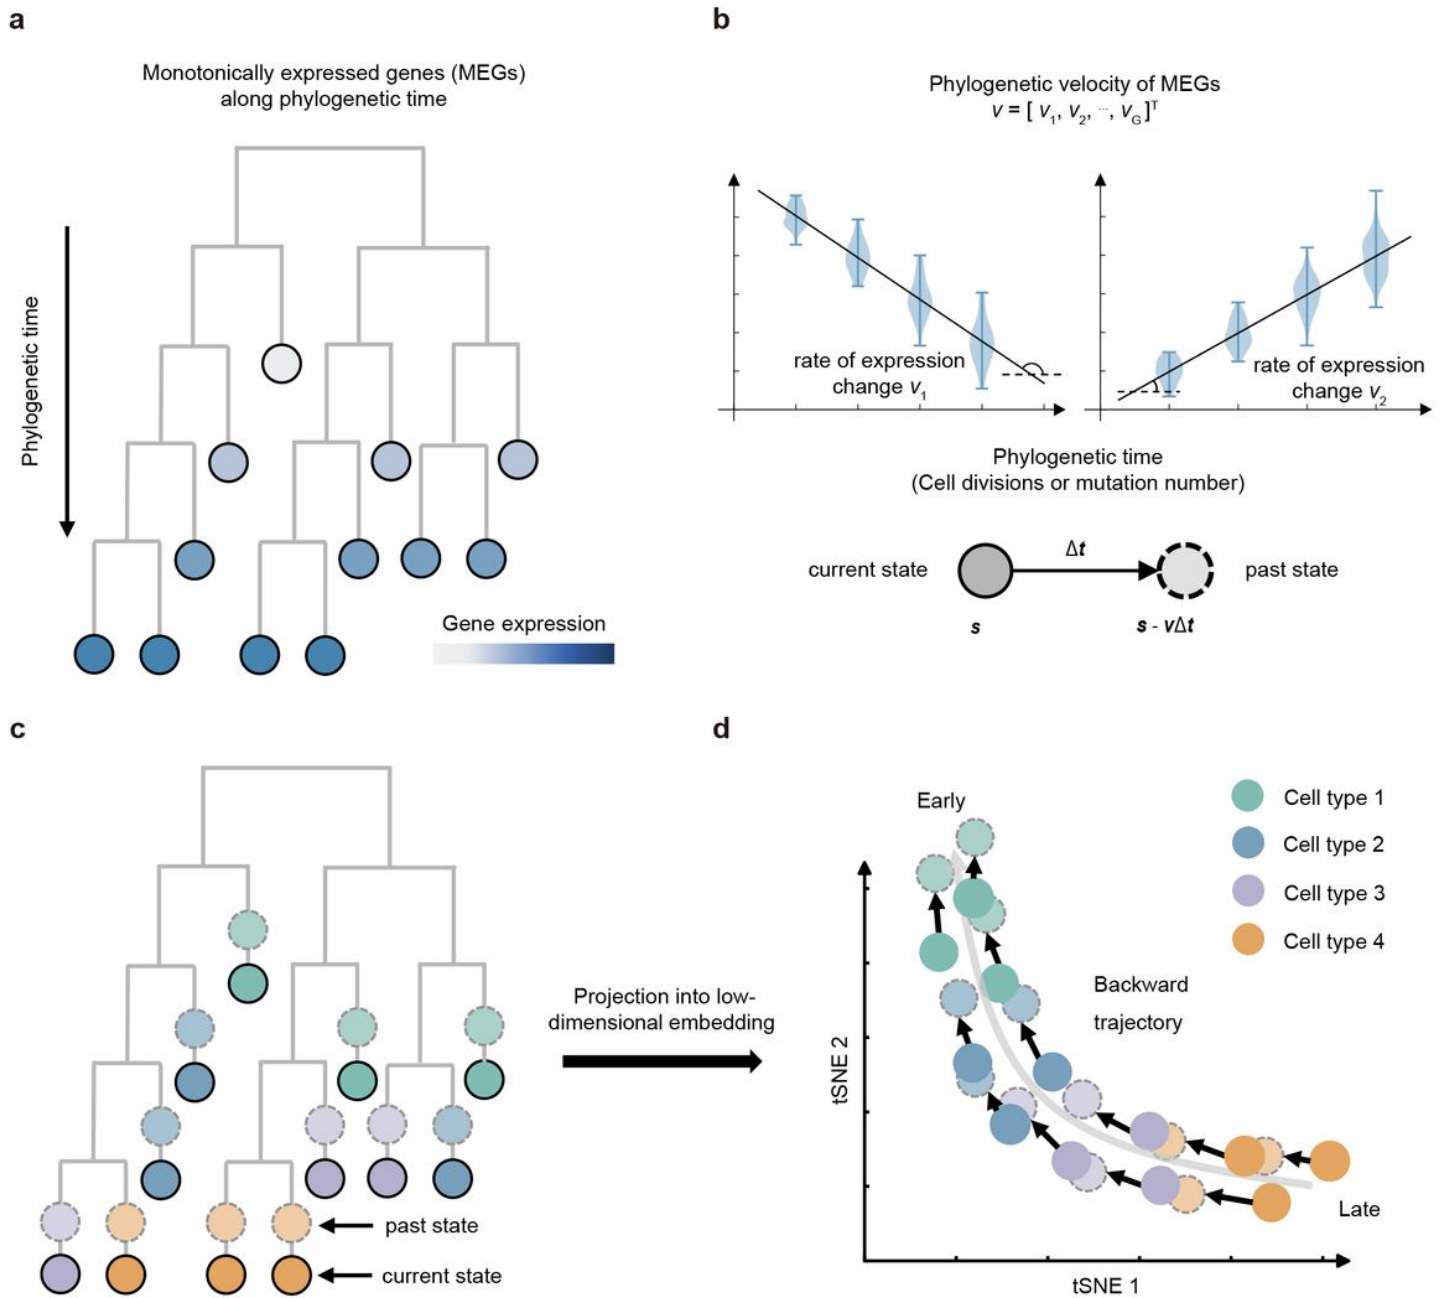 a
Monotonically expressed genes (MEGs)
along phylogenetic time
Phylogenetic time
Gene expression
b
Phylogenetic velocity of MEGs
v = [ v1, v2, ..., vG ]T
rate of expression
change v1
rate of expression
change v2
Phylogenetic time
(Cell divisions or mutation number)
current state
Δt
past state
s
s - vΔt
c
past state
current state
Projection into low-
dimensional embedding
d
Early
Cell type 1
Cell type 2
Cell type 3
Cell type 4
Backward
trajectory
Late
tSNE 2
tSNE 1